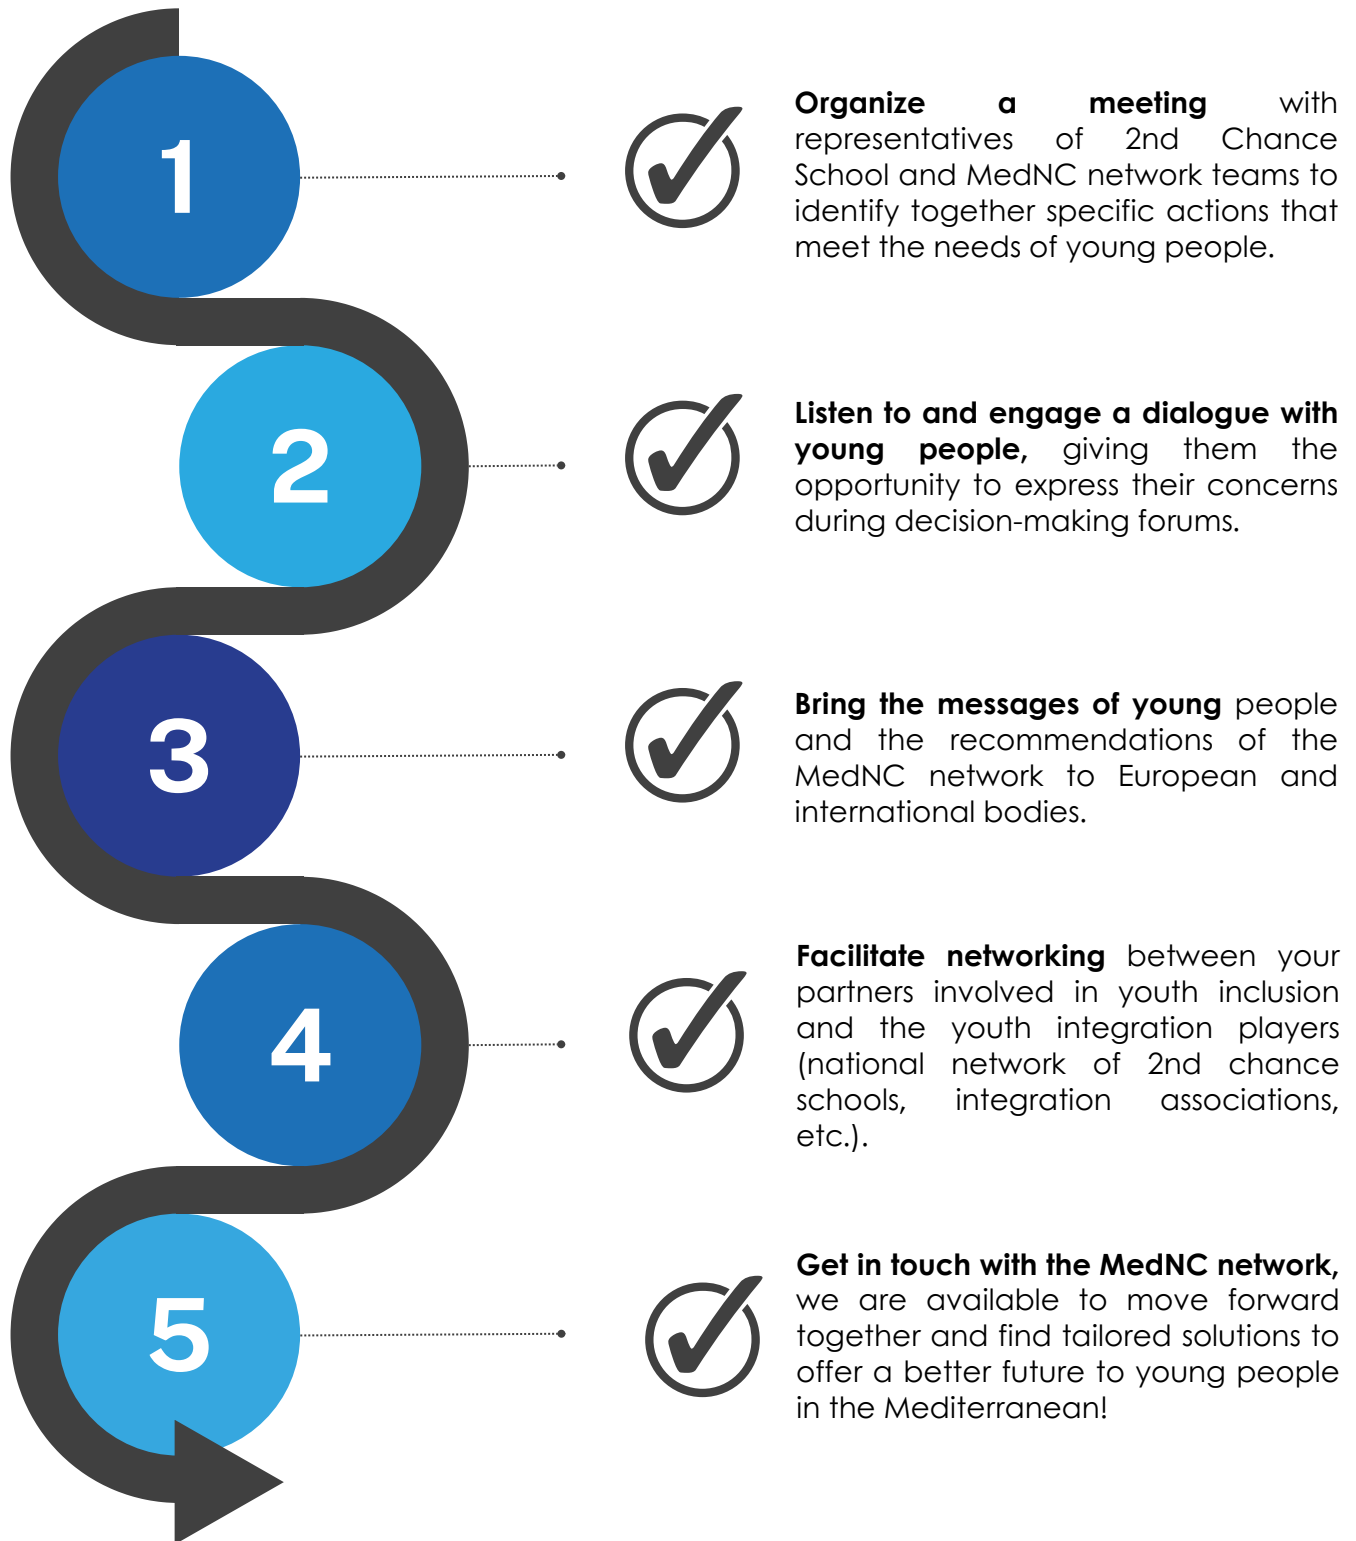 1
Organize a meeting with
representatives of 2nd Chance
School and MedNC network teams to
identify together specific actions that
meet the needs of young people.
2
Listen to and engage a dialogue with
young people, giving them the
opportunity to express their concerns
during decision-making forums.
3
Bring the messages of young people
and the recommendations of the
MedNC network to European and
international bodies.
4
Facilitate networking between your
partners involved in youth inclusion
and the youth integration players
(national network of 2nd chance
schools, integration associations,
etc.).
5
Get in touch with the MedNC network,
we are available to move forward
together and find tailored solutions to
offer a better future to young people
in the Mediterranean!